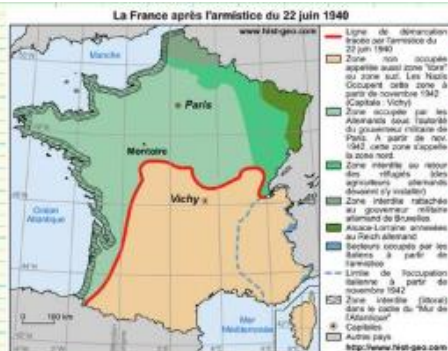 La France après l'armistice du 22 juin 1940
www.hist-geo.com
Manche
Paris
Montoire
Vichy
Océan
Atlantique
Mer
Méditerranée
0 100 km
Ligne de démarcation
tracée par l'armistice du
22 juin 1940
Zone non occupée
appelée aussi zone "libre"
ou zone sud. Les Nazis
Occupent cette zone à
partir de novembre 1942
(Capitale : Vichy)
Zone occupée par les
Allemands sous l'autorité
du gouverneur militaire de
Paris. A partir de nov.
1942, cette zone s'appelle
la zone nord.
Zone interdite au retour
des réfugiés (des
agriculteurs allemands
devaient s'y installer)
Zone interdite rattachée
au gouverneur militaire
allemand de Bruxelles.
Alsace-Lorraine annexées
au Reich allemand
Secteurs occupés par les
italiens à partir de
l'armistice
Limite de l'occupation
italienne à partir de
novembre 1942
Zone interdite (littoral)
dans le cadre du "Mur de
l'Atlantique"
Capitales
Autres pays
http://www.hist-geo.com